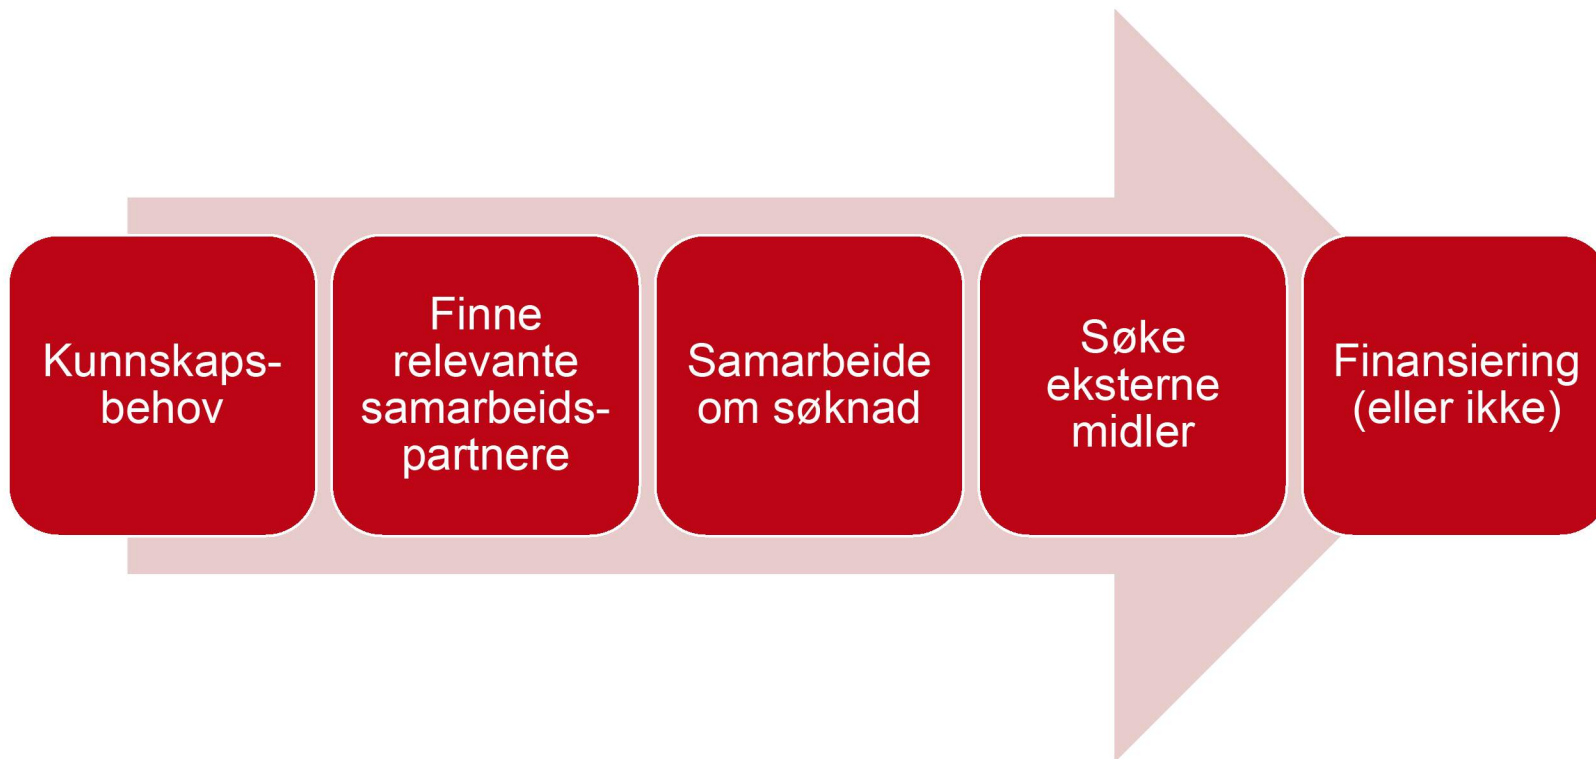 Kunnskaps-
behov
Finne
relevante
samarbeids-
partnere
Samarbeide
om søknad
Søke
eksterne
midler
Finansiering
(eller ikke)